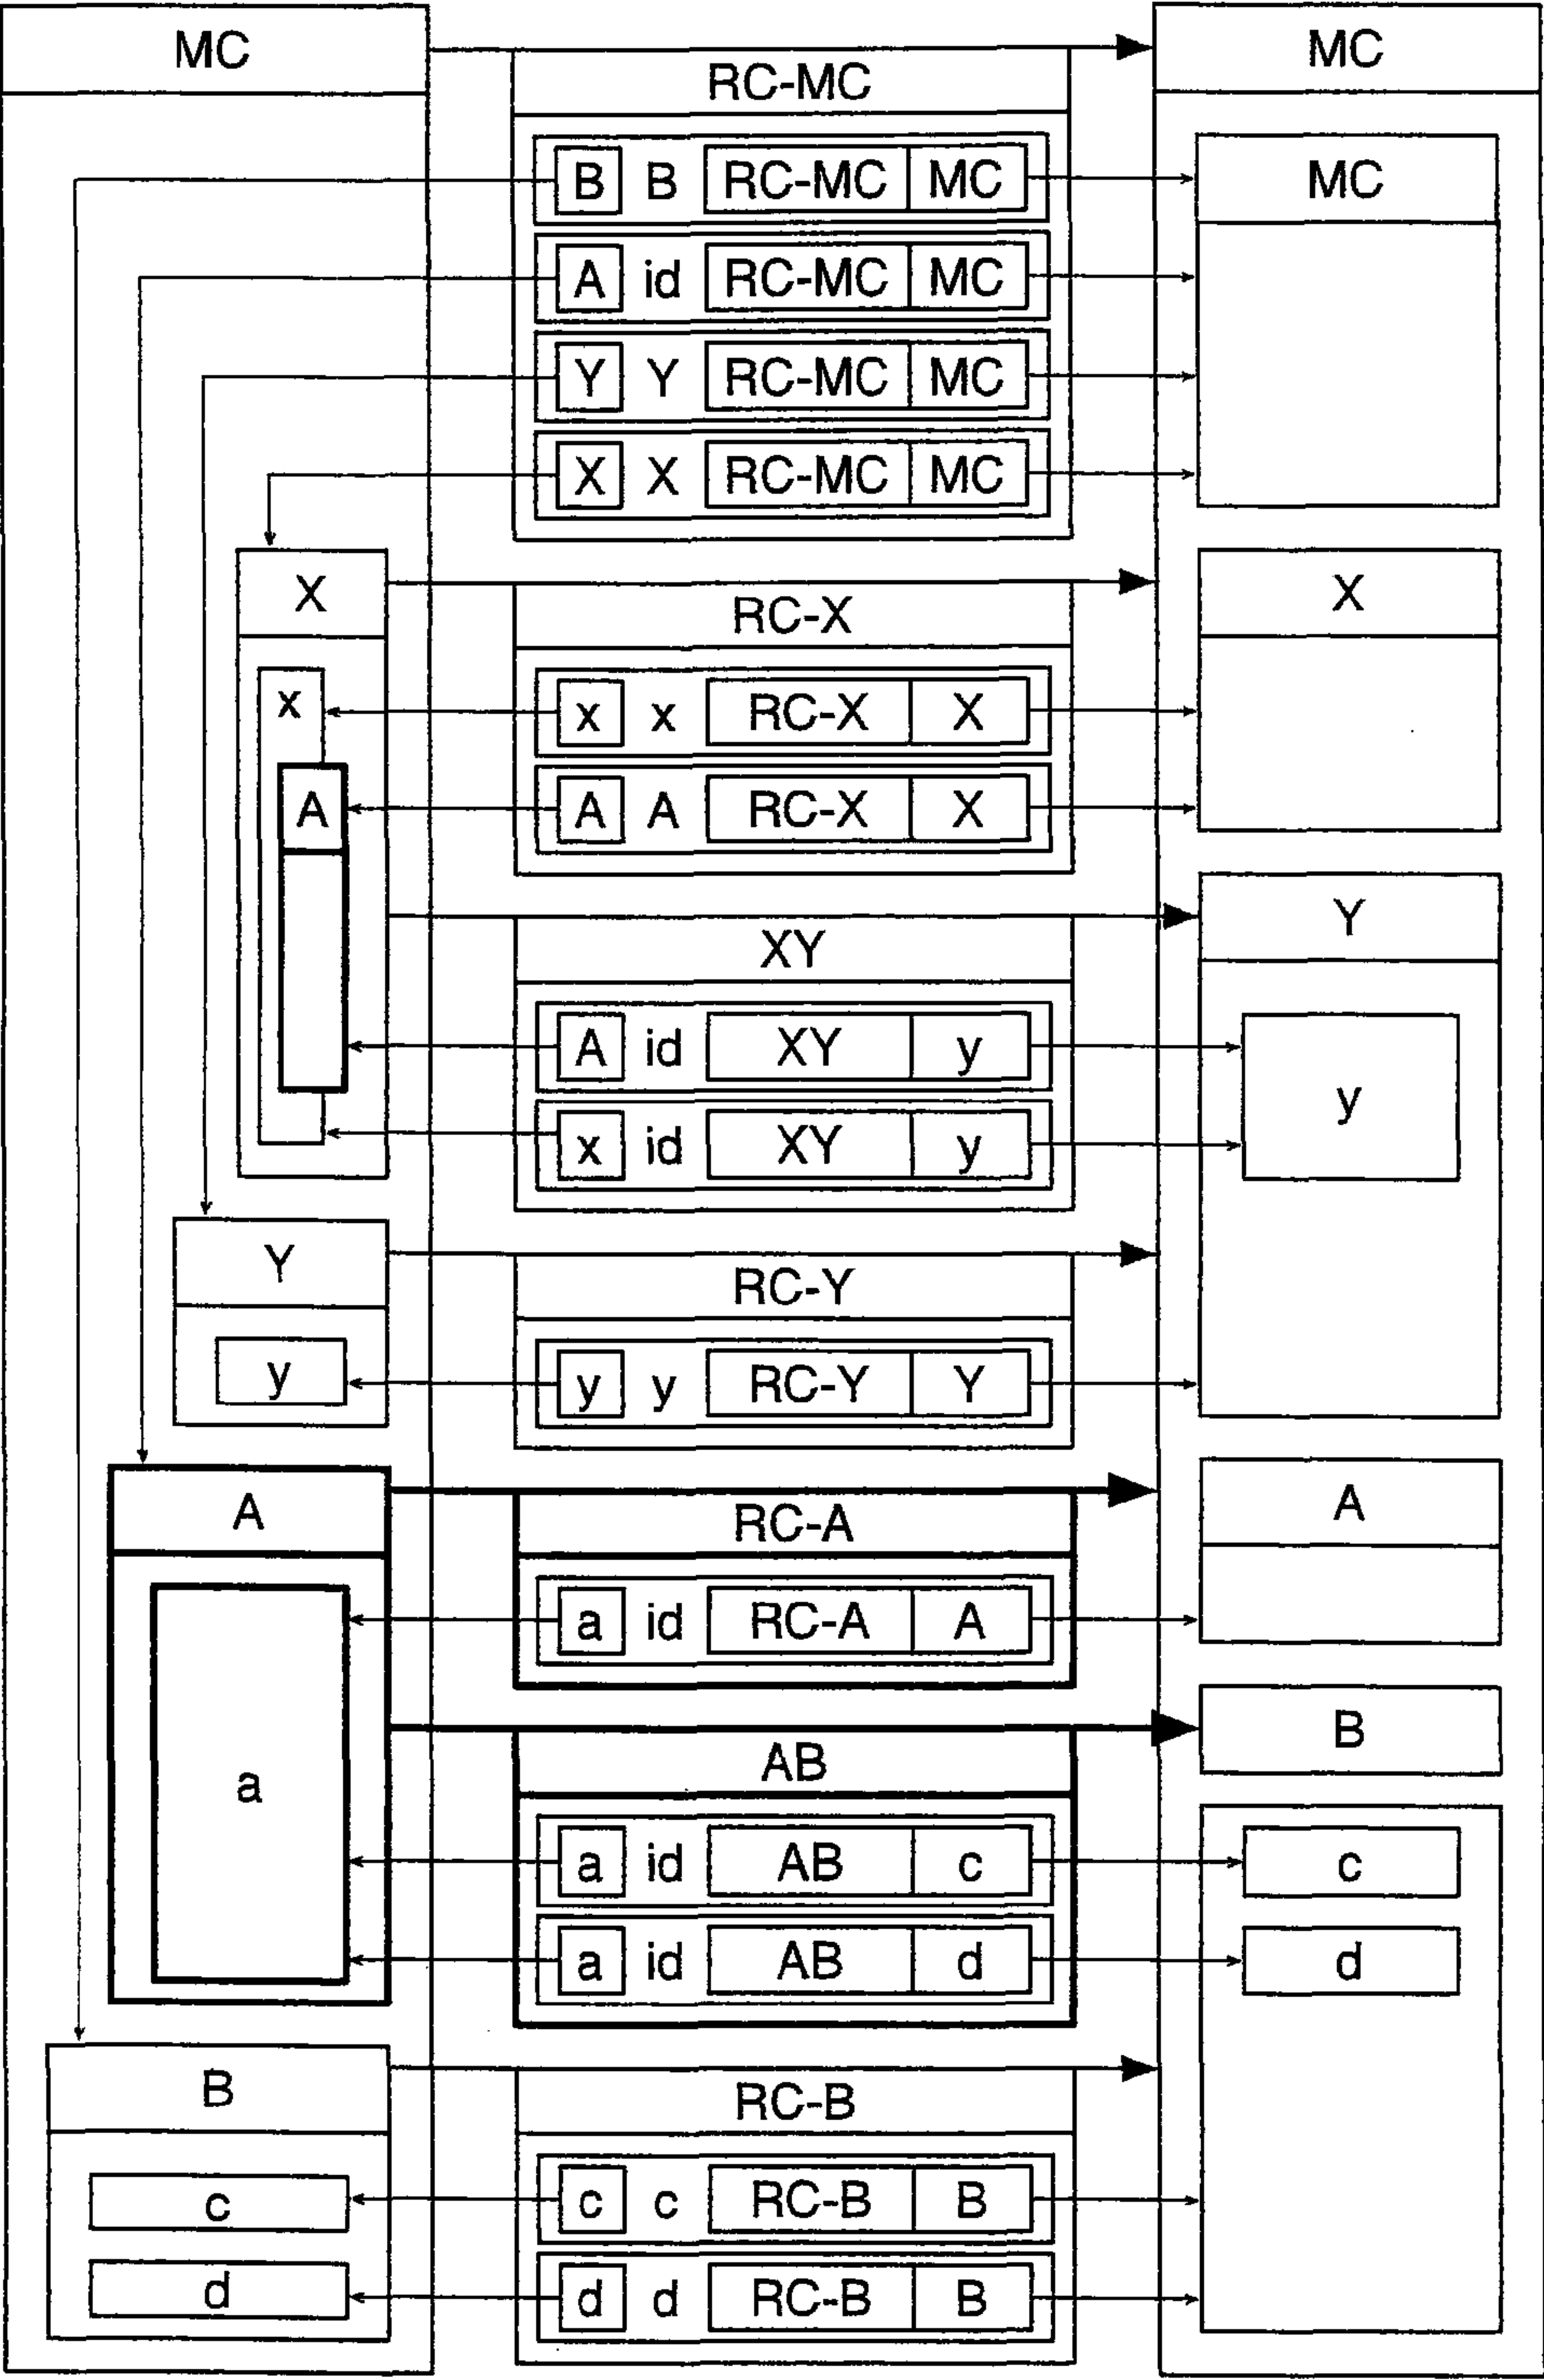 MC MC
RC-MC
B B RC-MC MC MC
A id RC-MC MC
Y Y RC-MC MC
X X RC-MC MC
X RC-X X
x x x RC-X X
A A A RC-X X
XY Y
A id XY y
x id XY y y
Y RC-Y
y y y RC-Y Y
A RC-A A
a id RC-A A
AB B
a
a id AB c c
a id AB d d
B RC-B
c c c RC-B B
d d d RC-B B